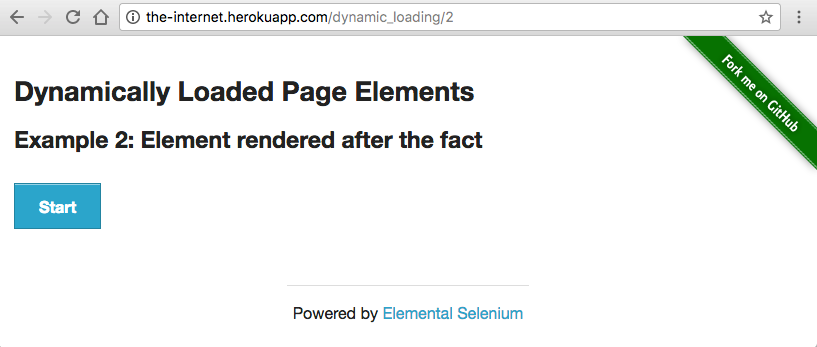 the-internet.herokuapp.com/dynamic_loading/2
Fork me on GitHub
Dynamically Loaded Page Elements
Example 2: Element rendered after the fact
Start
Powered by Elemental Selenium